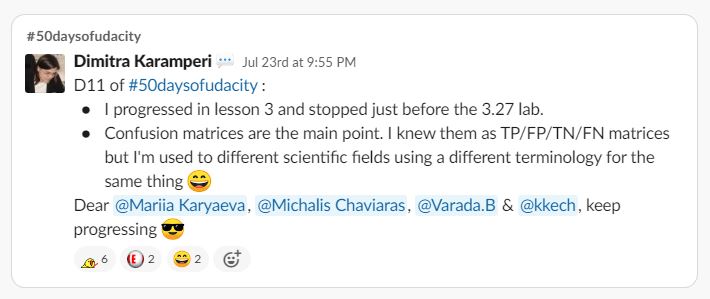 #50daysofudacity
Dimitra Karamperi 💬 Jul 23rd at 9:55 PM
D11 of #50daysofudacity :
● I progressed in lesson 3 and stopped just before the 3.27 lab.
● Confusion matrices are the main point. I knew them as TP/FP/TN/FN matrices
but I'm used to different scientific fields using a different terminology for the
same thing 😄
Dear @Mariia Karyaeva, @Michalis Chaviaras, @Varada.B & @kkech, keep
progressing 😎
6 2 😄 2